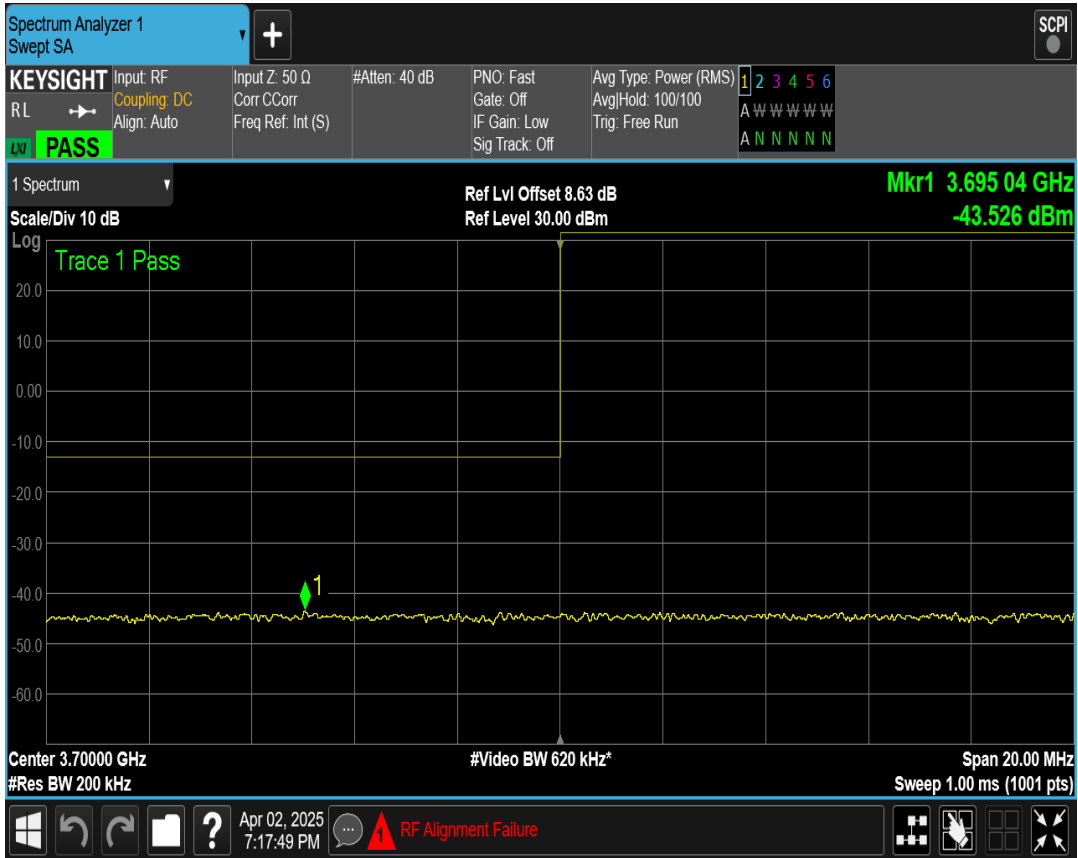 Spectrum Analyzer 1
Swept SA
+
SCPI
KEYSIGHT
RL
LXI
PASS
Input: RF
Coupling: DC
Align: Auto
Input Z: 50 Ω
Corr CCorr
Freq Ref: Int (S)
#Atten: 40 dB
PNO: Fast
Gate: Off
IF Gain: Low
Sig Track: Off
Avg Type: Power (RMS)
Avg|Hold: 100/100
Trig: Free Run
1 2 3 4 5 6
A W W W W W
A N N N N N
1 Spectrum
Scale/Div 10 dB
Ref Lvl Offset 8.63 dB
Ref Level 30.00 dBm
Mkr1 3.695 04 GHz
-43.526 dBm
Log
Trace 1 Pass
20.0
10.0
0.00
-10.0
-20.0
-30.0
-40.0
1
-50.0
-60.0
Center 3.70000 GHz
#Video BW 620 kHz*
Span 20.00 MHz
#Res BW 200 kHz
Sweep 1.00 ms (1001 pts)
?
Apr 02, 2025
7:17:49 PM
1
RF Alignment Failure